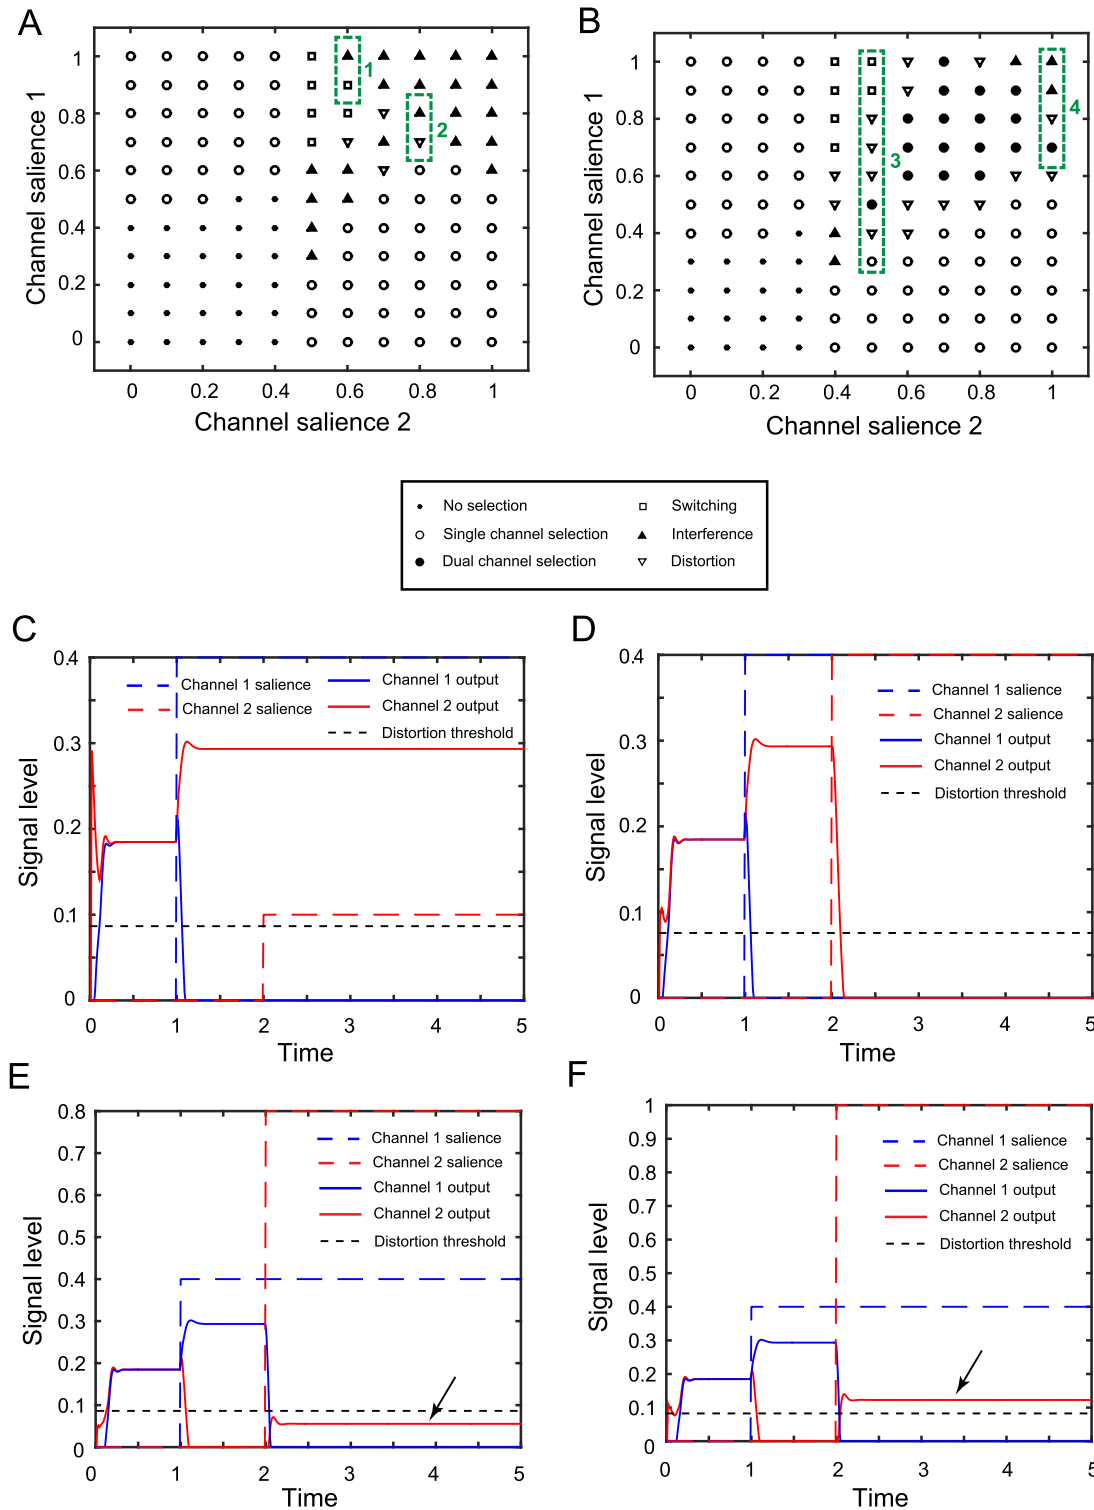 A
Channel salience 1
1
0.8
0.6
0.4
0.2
0
1
2
0
0.2
0.4
0.6
0.8
1
Channel salience 2
B
Channel salience 1
1
0.8
0.6
0.4
0.2
0
3
4
0
0.2
0.4
0.6
0.8
1
Channel salience 2
No selection
Single channel selection
Dual channel selection
Switching
Interference
Distortion
C
Signal level
0.4
0.3
0.2
0.1
0
Channel 1 salience
Channel 2 salience
Channel 1 output
Channel 2 output
Distortion threshold
0
1
2
3
4
5
Time
D
Signal level
0.4
0.3
0.2
0.1
0
Channel 1 salience
Channel 2 salience
Channel 1 output
Channel 2 output
Distortion threshold
0
1
2
3
4
5
Time
E
Signal level
0.8
0.7
0.6
0.5
0.4
0.3
0.2
0.1
0
Channel 1 salience
Channel 2 salience
Channel 1 output
Channel 2 output
Distortion threshold
0
1
2
3
4
5
Time
F
Signal level
1
0.9
0.8
0.7
0.6
0.5
0.4
0.3
0.2
0.1
0
Channel 1 salience
Channel 2 salience
Channel 1 output
Channel 2 output
Distortion threshold
0
1
2
3
4
5
Time